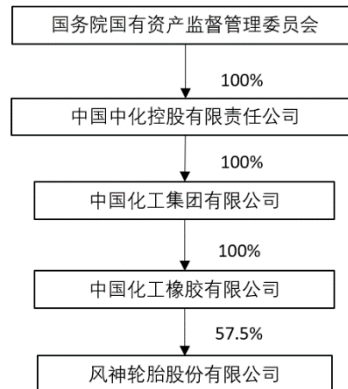 国务院国有资产监督管理委员会
100%
中国中化控股有限责任公司
100%
中国化工集团有限公司
100%
中国化工橡胶有限公司
57.5%
风神轮胎股份有限公司